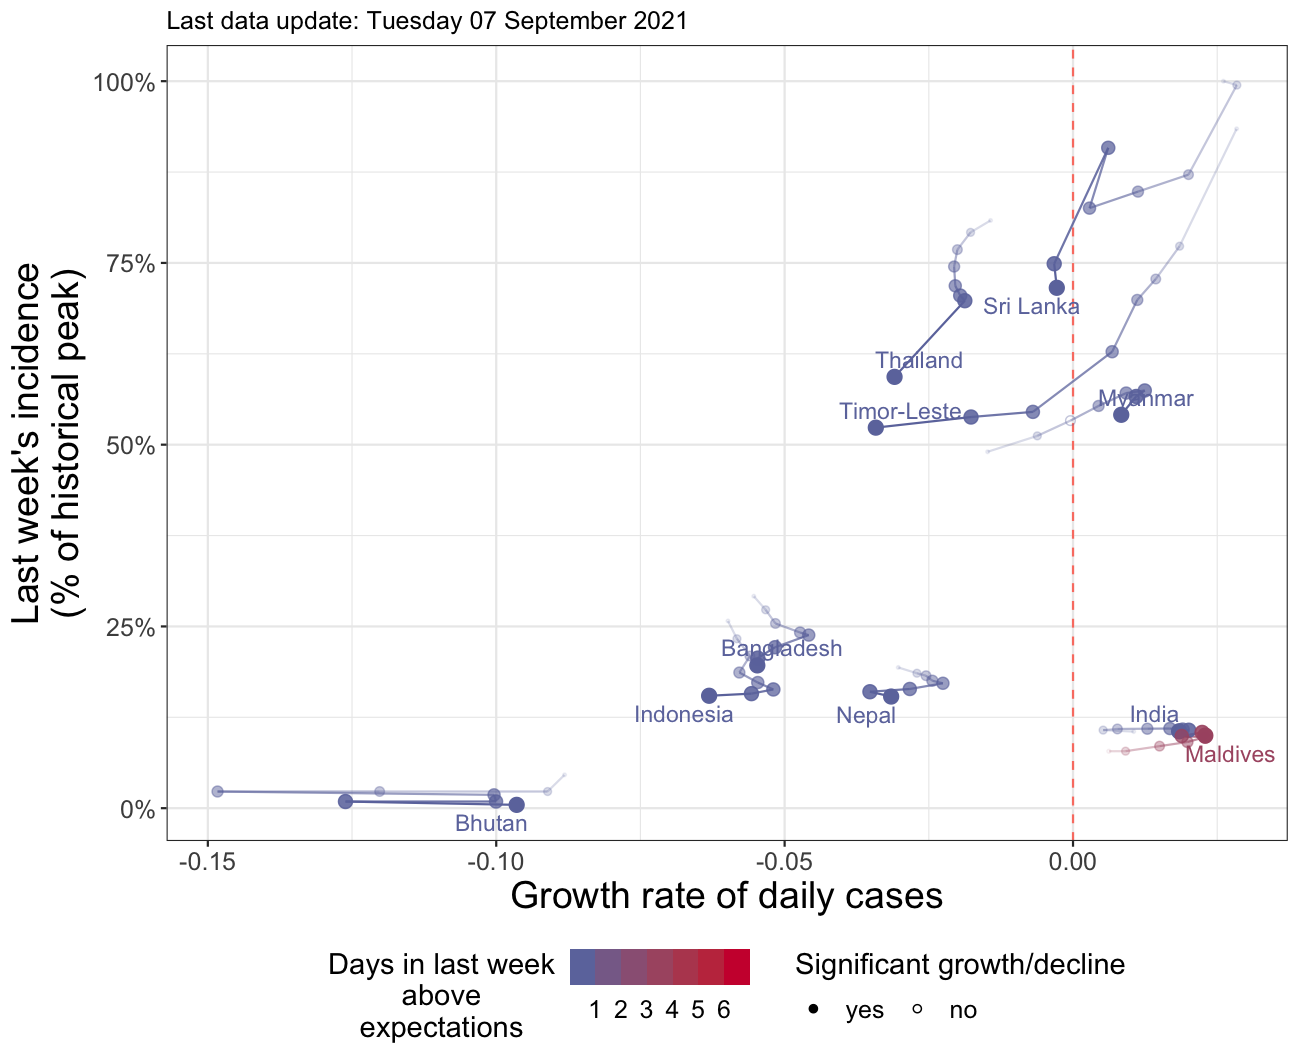 Last data update: Tuesday 07 September 2021
Last week's incidence
(% of historical peak)
100%
75%
50%
25%
0%
Sri Lanka
Thailand
Myanmar
Timor-Leste
Bangladesh
Indonesia
Nepal
India
Maldives
Bhutan
-0.15
-0.10
-0.05
0.00
Growth rate of daily cases
Days in last week
above
expectations
1 2 3 4 5 6
Significant growth/decline
yes no